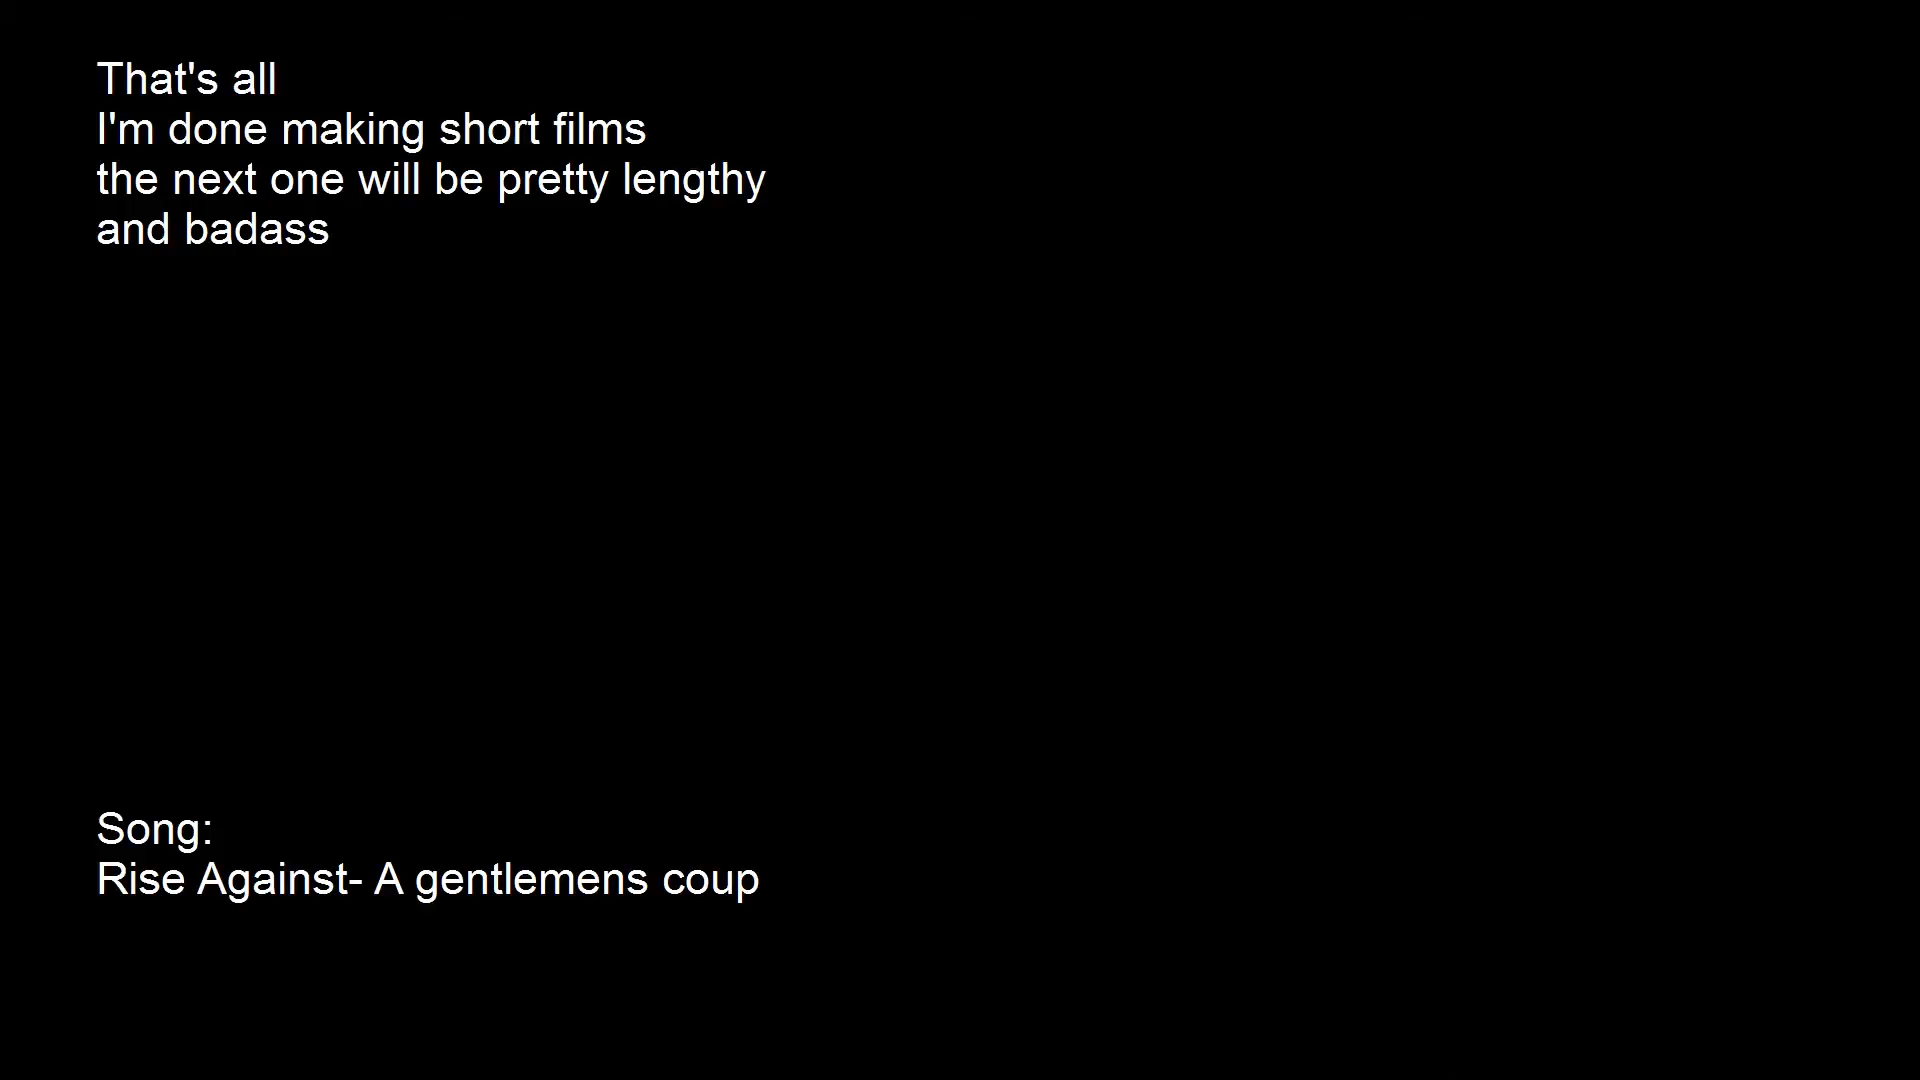 That's all
I'm done making short films
the next one will be pretty lengthy
and badass
Song:
Rise Against- A gentlemens coup